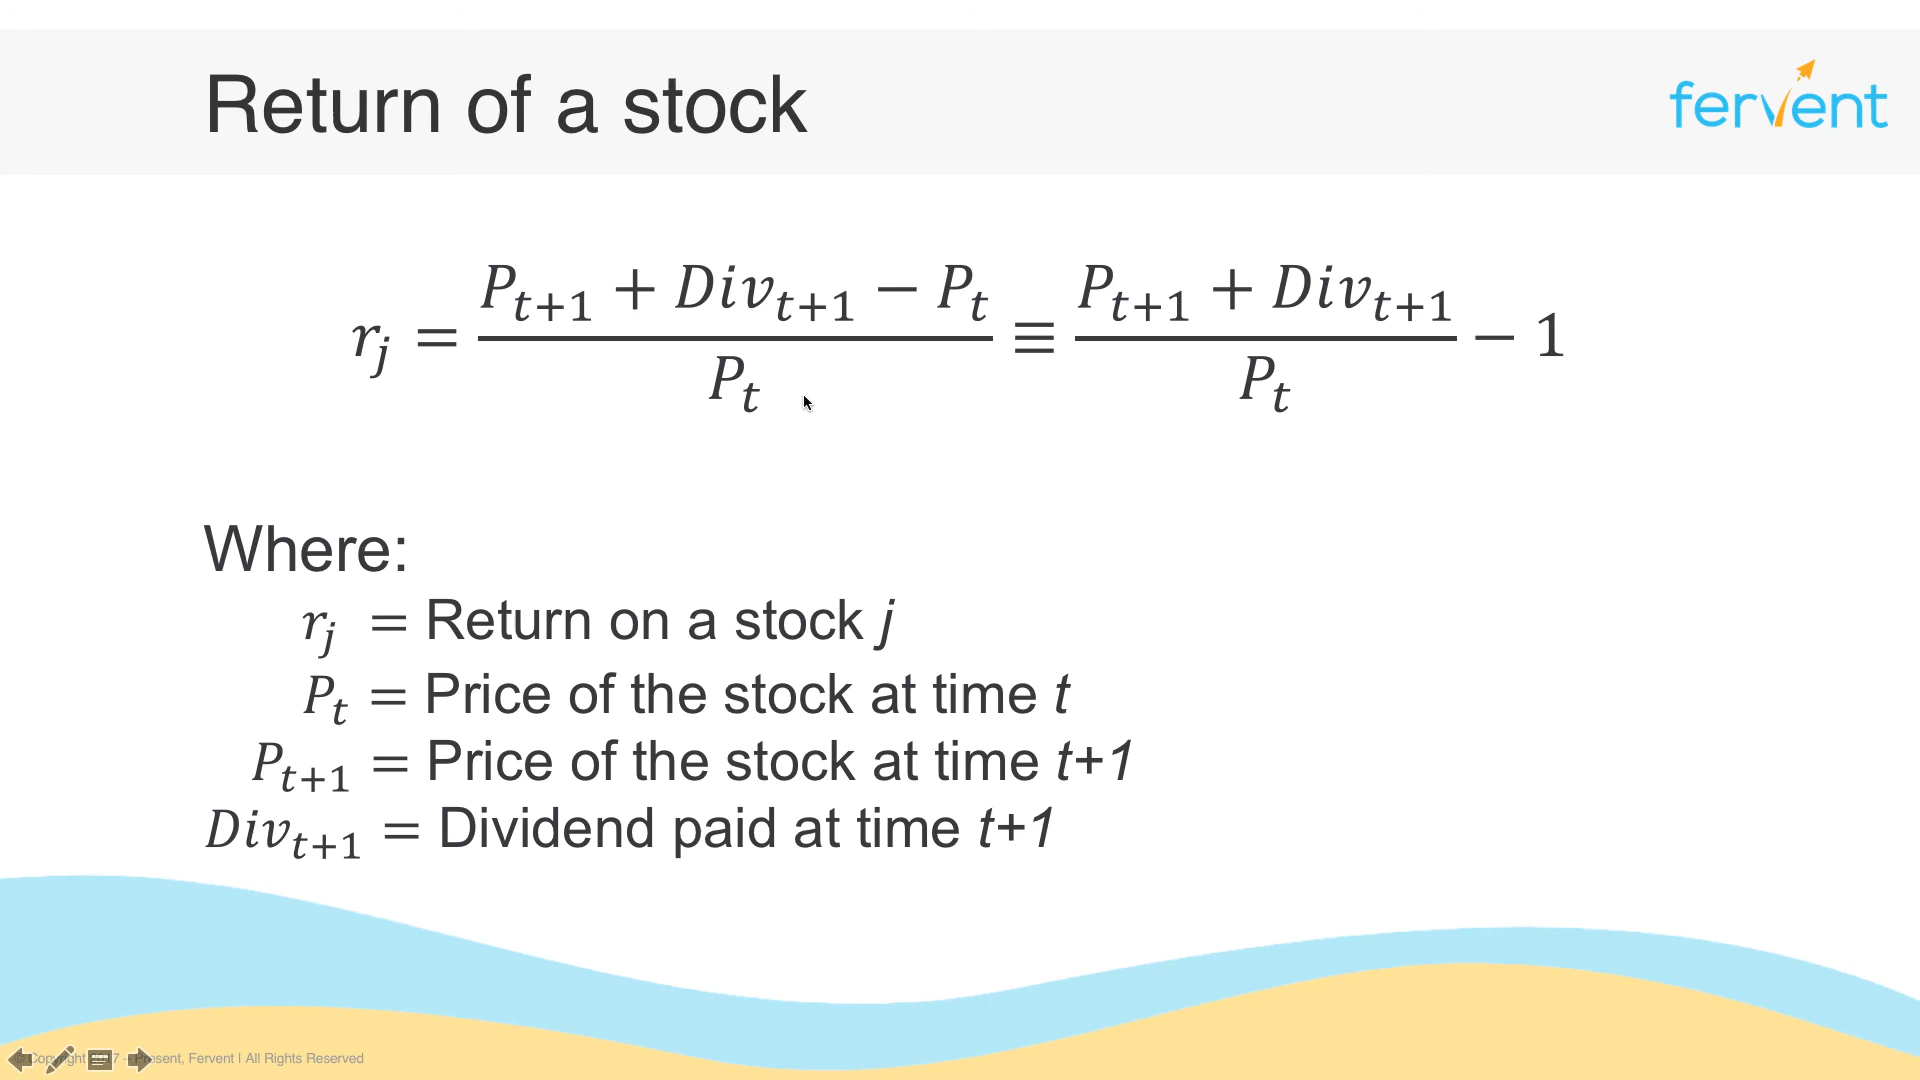 Return of a stock
fervent
r_j = \frac{P_{t+1} + Div_{t+1} - P_t}{P_t} ≡ \frac{P_{t+1} + Div_{t+1}}{P_t} - 1
Where:
r_j = Return on a stock j
P_t = Price of the stock at time t
P_{t+1} = Price of the stock at time t+1
Div_{t+1} = Dividend paid at time t+1
Copyright Present, Fervent | All Rights Reserved